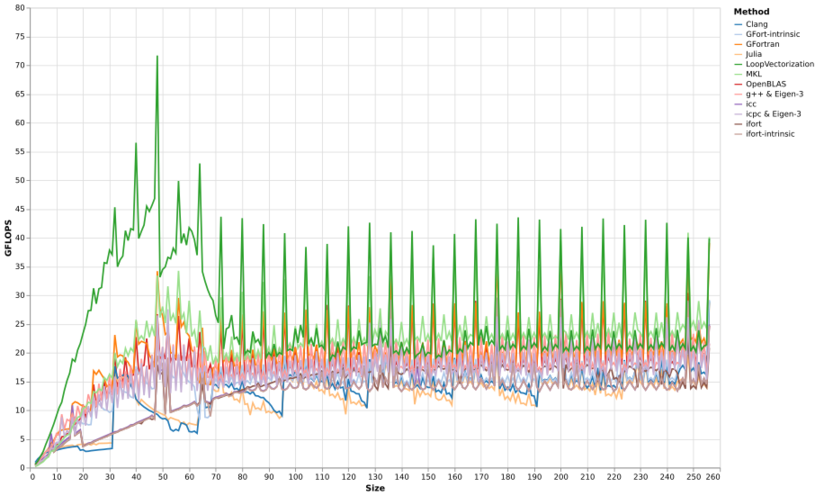 80
75
70
65
60
55
50
45
40
35
30
25
20
15
10
5
0
GFLOPS
0 10 20 30 40 50 60 70 80 90 100 110 120 130 140 150 160 170 180 190 200 210 220 230 240 250 260
Size
Method
Clang
GFort-intrinsic
GFortran
Julia
LoopVectorization
MKL
OpenBLAS
g++ & Eigen-3
icc
icpc & Eigen-3
ifort
ifort-intrinsic